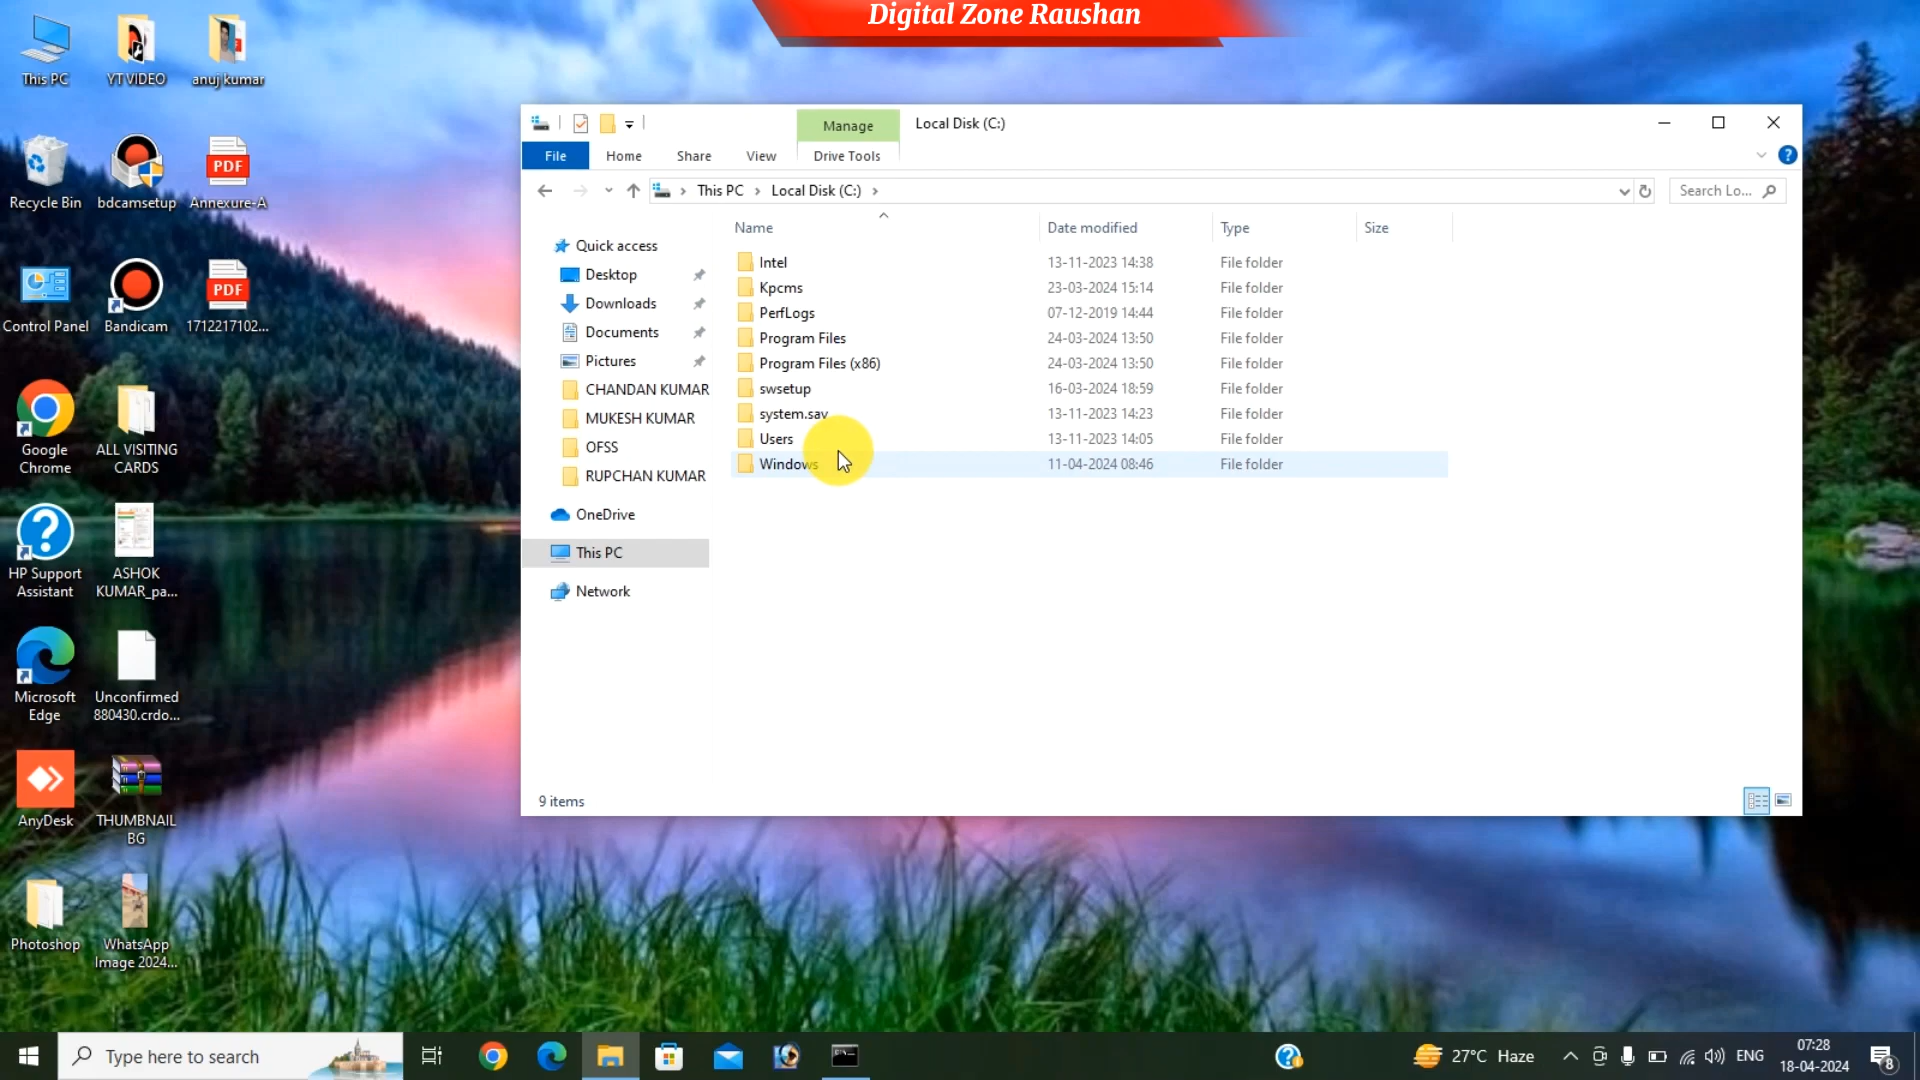 Digital Zone Raushan
This PC
YT VIDEO
anuj kumar
Recycle Bin
bdcamsetup
PDF
Annexure-A
Control Panel
Bandicam
PDF
1712217102...
Google
Chrome
ALL VISITING
CARDS
HP Support
Assistant
ASHOK
KUMAR_pa...
Microsoft
Edge
Unconfirmed
880430.crdo...
AnyDesk
THUMBNAIL
BG
Photoshop
WhatsApp
Image 2024...
Manage
Local Disk (C:)
File
Home
Share
View
Drive Tools
This PC
Local Disk (C:)
Search Lo...
Quick access
Desktop
Downloads
Documents
Pictures
CHANDAN KUMAR
MUKESH KUMAR
OFSS
RUPCHAN KUMAR
OneDrive
This PC
Network
Name Date modified Type Size
Intel 13-11-2023 14:38 File folder
Kpcms 23-03-2024 15:14 File folder
PerfLogs 07-12-2019 14:44 File folder
Program Files 24-03-2024 13:50 File folder
Program Files (x86) 24-03-2024 13:50 File folder
swsetup 16-03-2024 18:59 File folder
system.sav 13-11-2023 14:23 File folder
Users 13-11-2023 14:05 File folder
Windows 11-04-2024 08:46 File folder
9 items
Type here to search
27°C Haze
ENG
07:28
18-04-2024
8